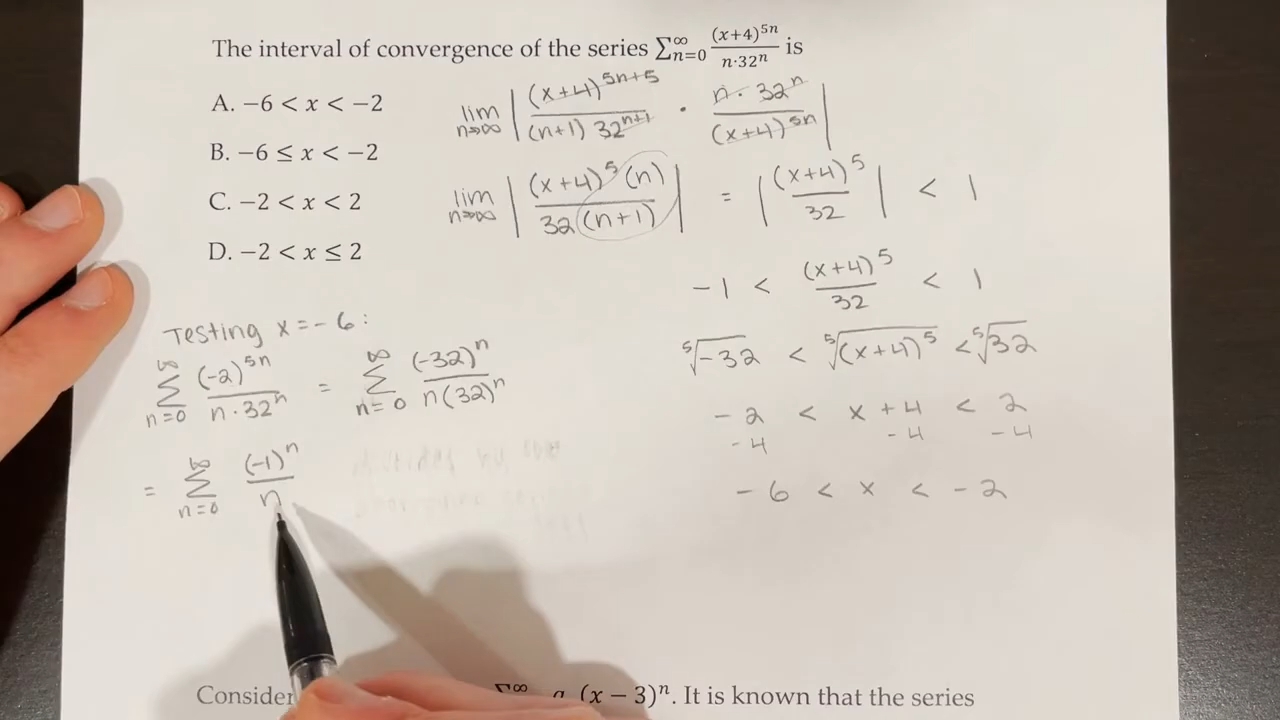 The interval of convergence of the series ∑_{n=0}^{∞} (x+4)^{5n} / n·32^n is
A. −6 < x < −2
B. −6 ≤ x < −2
C. −2 < x < 2
D. −2 < x ≤ 2
lim n→∞ | (x+4)^{5n+5} / (n+1) 32^{n+1} · n · 32^n / (x+4)^{5n} |
lim n→∞ | (x+4)^5 (n) / 32 (n+1) | = | (x+4)^5 / 32 | < 1
−1 < (x+4)^5 / 32 < 1
⁵√−32 < ⁵√(x+4)^5 < ⁵√32
−2 < x + 4 < 2
−4 −4 −4
−6 < x < −2
Testing x = −6:
∑_{n=0}^{∞} (−2)^{5n} / n·32^n = ∑_{n=0}^{∞} (−32)^n / n(32)^n
= ∑_{n=0}^{∞} (−1)^n / n
Consider (x − 3)^n. It is known that the series